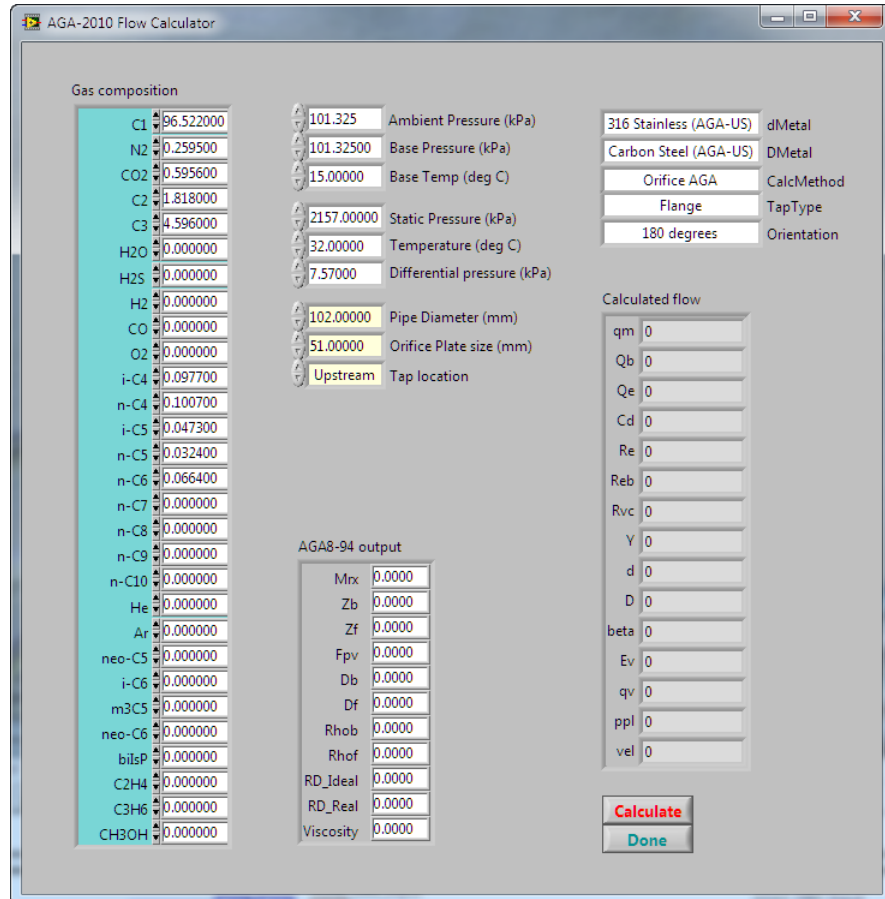 AGA-2010 Flow Calculator
Gas composition
C1 96.522000
N2 0.259500
CO2 0.595600
C2 1.818000
C3 4.596000
H2O 0.000000
H2S 0.000000
H2 0.000000
CO 0.000000
O2 0.000000
i-C4 0.097700
n-C4 0.100700
i-C5 0.047300
n-C5 0.032400
n-C6 0.066400
n-C7 0.000000
n-C8 0.000000
n-C9 0.000000
n-C10 0.000000
He 0.000000
Ar 0.000000
neo-C5 0.000000
i-C6 0.000000
m3C5 0.000000
neo-C6 0.000000
biIsP 0.000000
C2H4 0.000000
C3H6 0.000000
CH3OH 0.000000
101.325 Ambient Pressure (kPa)
101.32500 Base Pressure (kPa)
15.00000 Base Temp (deg C)
2157.00000 Static Pressure (kPa)
32.00000 Temperature (deg C)
7.57000 Differential pressure (kPa)
102.00000 Pipe Diameter (mm)
51.00000 Orifice Plate size (mm)
Upstream Tap location
AGA8-94 output
Mrx 0.0000
Zb 0.0000
Zf 0.0000
Fpv 0.0000
Db 0.0000
Df 0.0000
Rhob 0.0000
Rhof 0.0000
RD_Ideal 0.0000
RD_Real 0.0000
Viscosity 0.0000
316 Stainless (AGA-US) dMetal
Carbon Steel (AGA-US) DMetal
Orifice AGA CalcMethod
Flange TapType
180 degrees Orientation
Calculated flow
qm 0
Qb 0
Qe 0
Cd 0
Re 0
Reb 0
Rvc 0
Y 0
d 0
D 0
beta 0
Ev 0
qv 0
ppl 0
vel 0
Calculate
Done